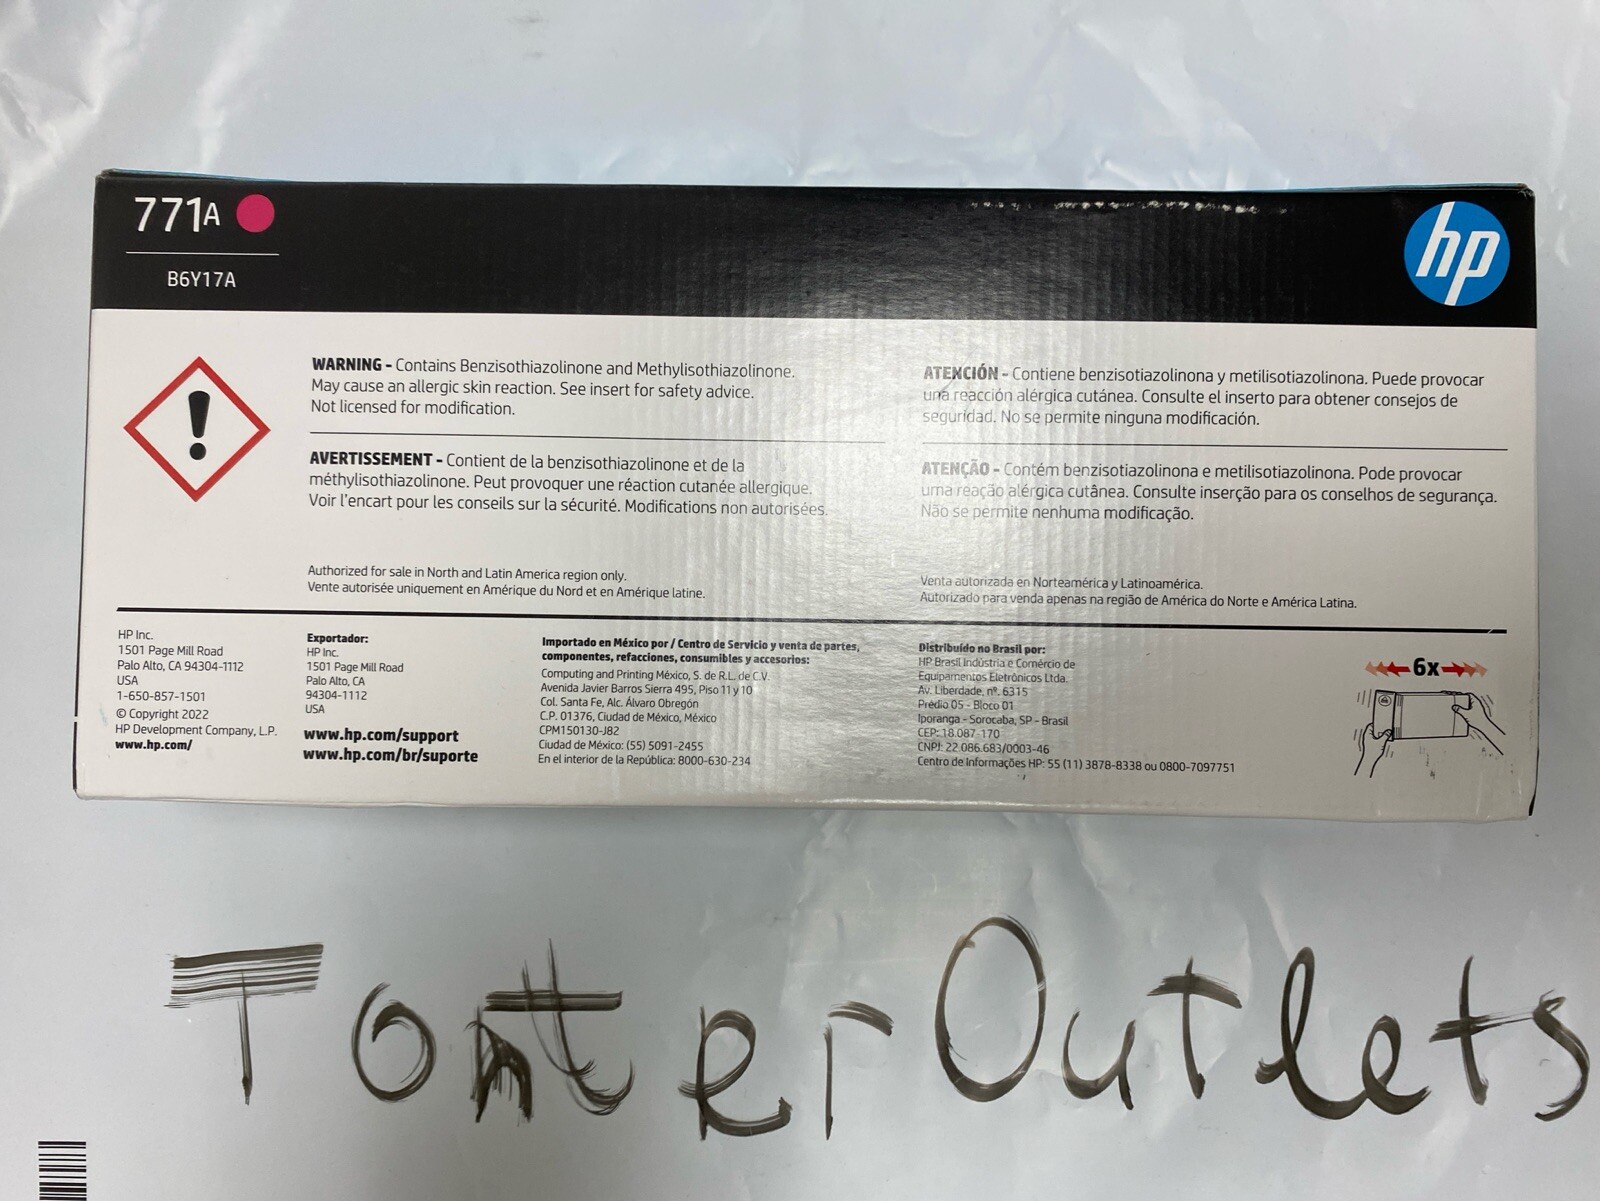 771A
B6Y17A
hp
WARNING - Contains Benzisothiazolinone and Methylisothiazolinone.
May cause an allergic skin reaction. See insert for safety advice.
Not licensed for modification.
AVERTISSEMENT - Contient de la benzisothiazolinone et de la
méthylisothiazolinone. Peut provoquer une réaction cutanée allergique.
Voir l'encart pour les conseils sur la sécurité. Modifications non autorisées.
ATENCIÓN - Contiene benzisotiazolinona y metilisotiazolinona. Puede provocar
una reacción alérgica cutánea. Consulte el inserto para obtener consejos de
seguridad. No se permite ninguna modificación.
ATENÇÃO - Contém benzisotiazolinona e metilisotiazolinona. Pode provocar
uma reação alérgica cutânea. Consulte inserção para os conselhos de segurança.
Não se permite nenhuma modificação.
Authorized for sale in North and Latin America region only.
Vente autorisée uniquement en Amérique du Nord et en Amérique latine.
Venta autorizada en Norteamérica y Latinoamérica.
Autorizado para venda apenas na região de América do Norte e América Latina.
HP Inc.
1501 Page Mill Road
Palo Alto, CA 94304-1112
USA
1-650-857-1501
© Copyright 2022
HP Development Company, L.P.
www.hp.com/
Exportador:
HP Inc.
1501 Page Mill Road
Palo Alto, CA
94304-1112
USA
www.hp.com/support
www.hp.com/br/suporte
Importado en México por / Centro de Servicio y venta de partes,
componentes, refacciones, consumibles y accesorios:
Computing and Printing México, S. de R.L. de C.V.
Avenida Javier Barros Sierra 495, Piso 11 y 10
Col. Santa Fe, Alc. Álvaro Obregón
C.P. 01376, Ciudad de México, México
CPM150130-J82
Ciudad de México: (55) 5091-2455
En el interior de la República: 8000-630-234
Distribuído no Brasil por:
HP Brasil Indústria e Comércio de
Equipamentos Eletrônicos Ltda.
Av. Liberdade, nº. 6315
Prédio 05 - Bloco 01
Iporanga - Sorocaba, SP - Brasil
CEP: 18.087-170
CNPJ: 22.086.683/0003-46
Centro de Informações HP: 55 (11) 3878-8338 ou 0800-7097751
6x
TonterOutlets